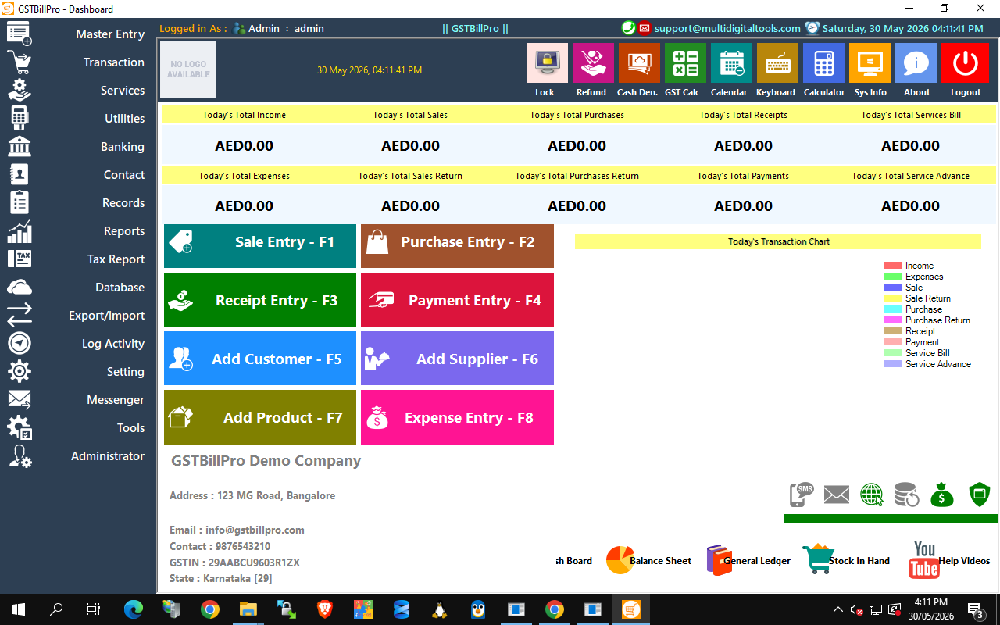 GSTBillPro - Dashboard
Logged in As : Admin : admin
|| GSTBillPro ||
support@multidigitaltools.com
Saturday, 30 May 2026, 04:11:41 PM
Master Entry
Transaction
Services
Utilities
Banking
Contact
Records
Reports
Tax Report
Database
Export/Import
Log Activity
Setting
Messenger
Tools
Administrator
NO LOGO
AVAILABLE
30 May 2026, 04:11:41 PM
Lock
Refund
Cash Den.
GST Calc
Calendar
Keyboard
Calculator
Sys Info
About
Logout
Today's Total Income
Today's Total Sales
Today's Total Purchases
Today's Total Receipts
Today's Total Services Bill
AED0.00
AED0.00
AED0.00
AED0.00
AED0.00
Today's Total Expenses
Today's Total Sales Return
Today's Total Purchases Return
Today's Total Payments
Today's Total Service Advance
AED0.00
AED0.00
AED0.00
AED0.00
AED0.00
Sale Entry - F1
Purchase Entry - F2
Receipt Entry - F3
Payment Entry - F4
Add Customer - F5
Add Supplier - F6
Add Product - F7
Expense Entry - F8
Today's Transaction Chart
Income
Expenses
Sale
Sale Return
Purchase
Purchase Return
Receipt
Payment
Service Bill
Service Advance
GSTBillPro Demo Company
Address : 123 MG Road, Bangalore
Email : info@gstbillpro.com
Contact : 9876543210
GSTIN : 29AABCU9603R1ZX
State : Karnataka [29]
SMS
sh Board
Balance Sheet
General Ledger
Stock In Hand
You
Tube
Help Videos
4:11 PM
30/05/2026
3